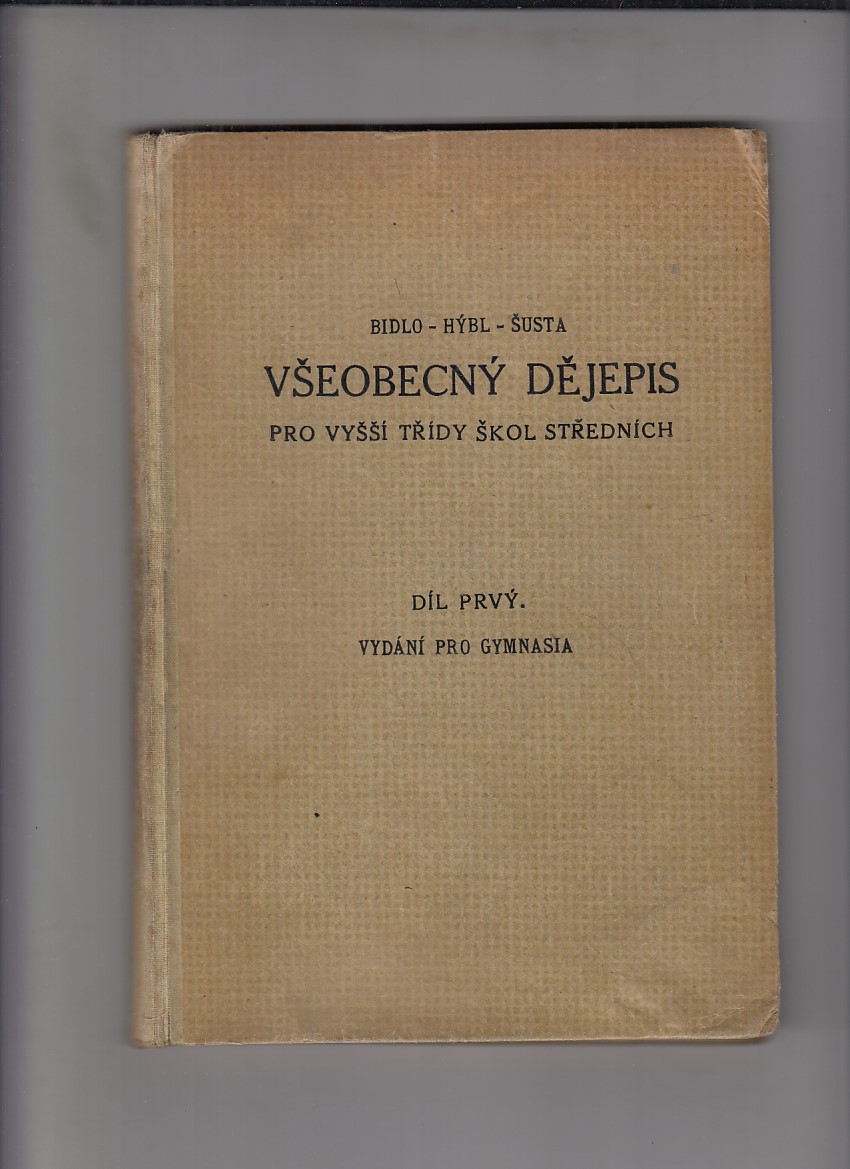 BIDLO - HÝBL - ŠUSTA
VŠEOBECNÝ DĚJEPIS
PRO VYŠŠÍ TŘÍDY ŠKOL STŘEDNÍCH
DÍL PRVÝ.
VYDÁNÍ PRO GYMNASIA